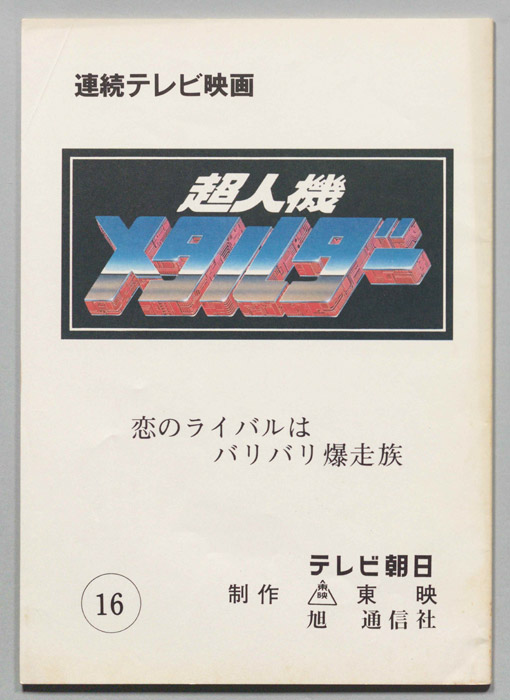 連続テレビ映画
超人機
メタルダー
恋のライバルは
バリバリ爆走族
テレビ朝日
制作 東映 東映
旭 通信社
16